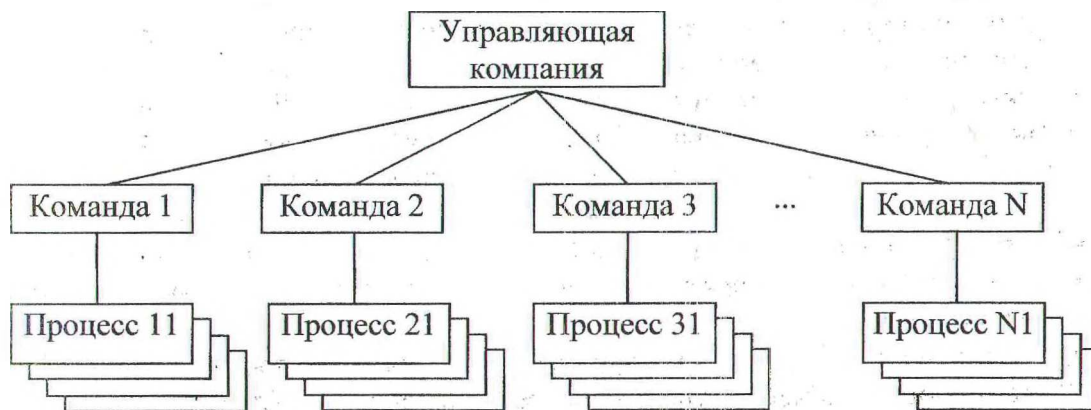 Управляющая
компания
Команда 1
Команда 2
Команда 3
...
Команда N
Процесс 11
Процесс 21
Процесс 31
Процесс N1